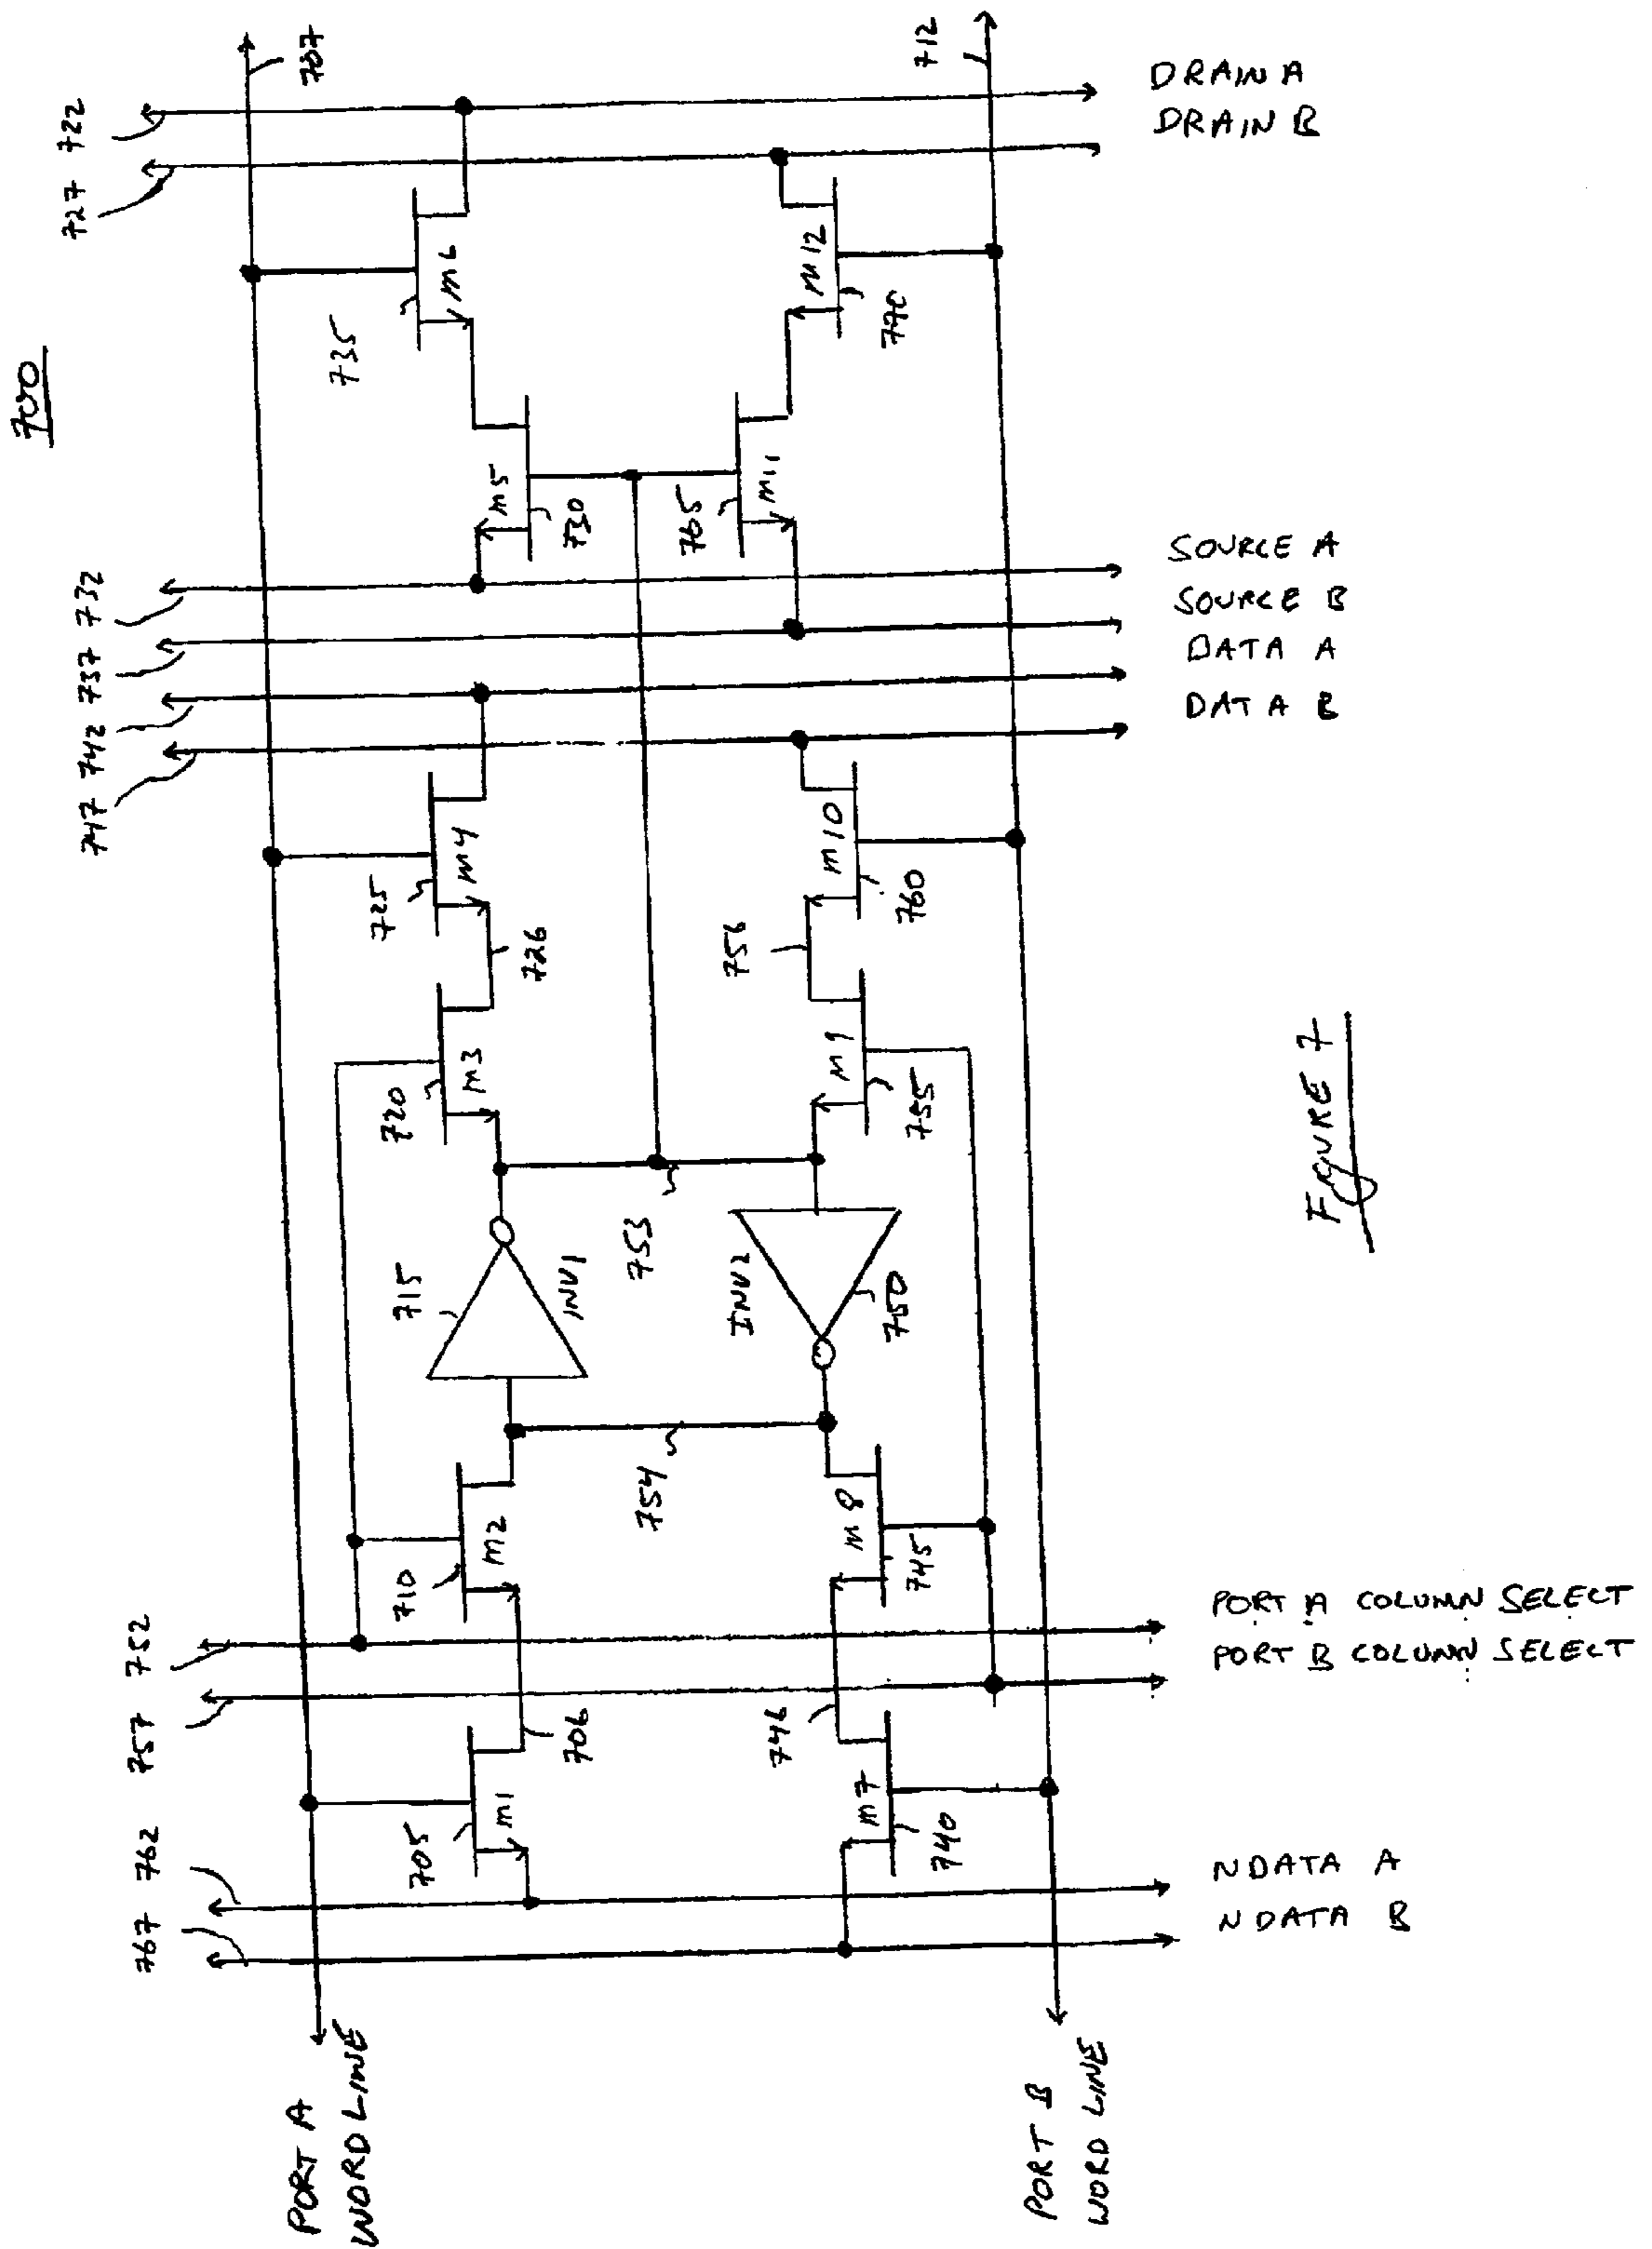 700
722
727
707
712
DRAIN A
DRAIN B
735
M6
M12
770
M5
730
765
M11
732
737
742
747
SOURCE A
SOURCE B
DATA A
DATA B
725
M4
726
M10
760
756
720
M3
M9
755
715
INV1
753
INV2
750
754
710
M2
M8
745
752
757
PORT A COLUMN SELECT
PORT B COLUMN SELECT
706
746
705
M1
M7
740
762
767
NDATA A
NDATA B
PORT A
WORD LINE
PORT B
WORD LINE
FIGURE 7